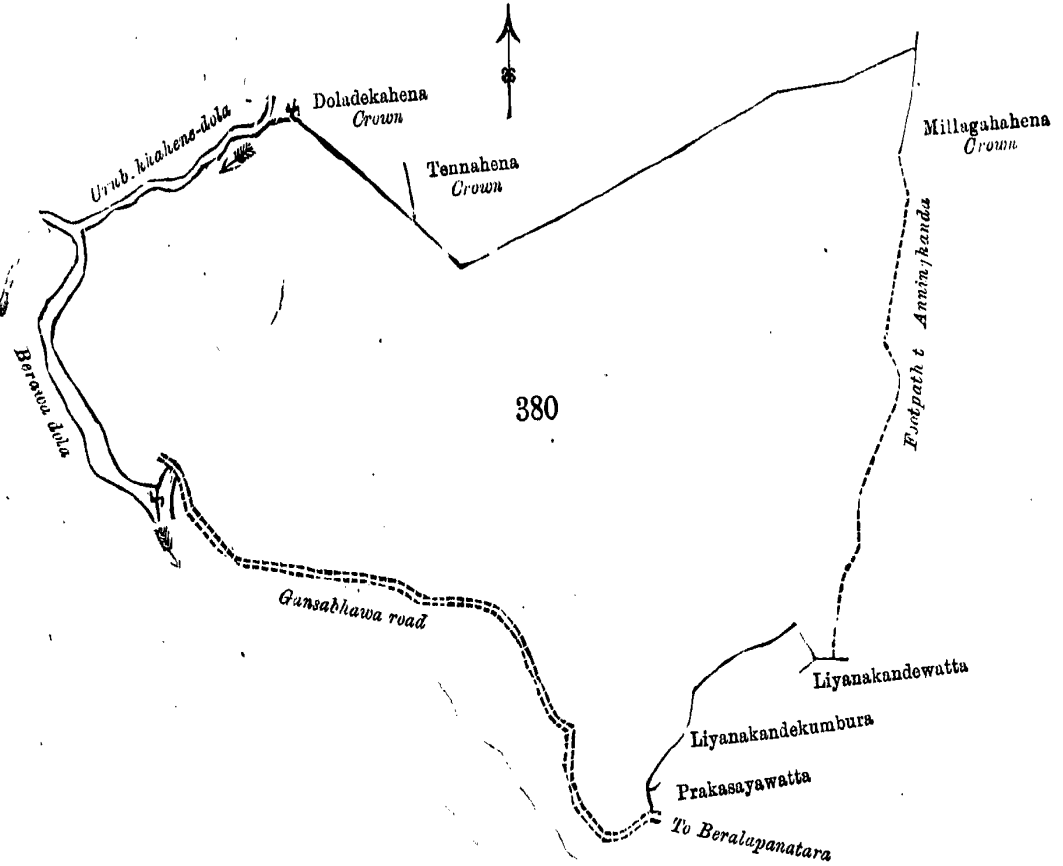 Doladekahena
Crown
Millagahahena
Crown
Tennahena
Crown
Berawa dola
380
Gansabhawa road
Liyanakandewatta
Liyanakandekumbura
Prakasayawatta
To Beralapanatara